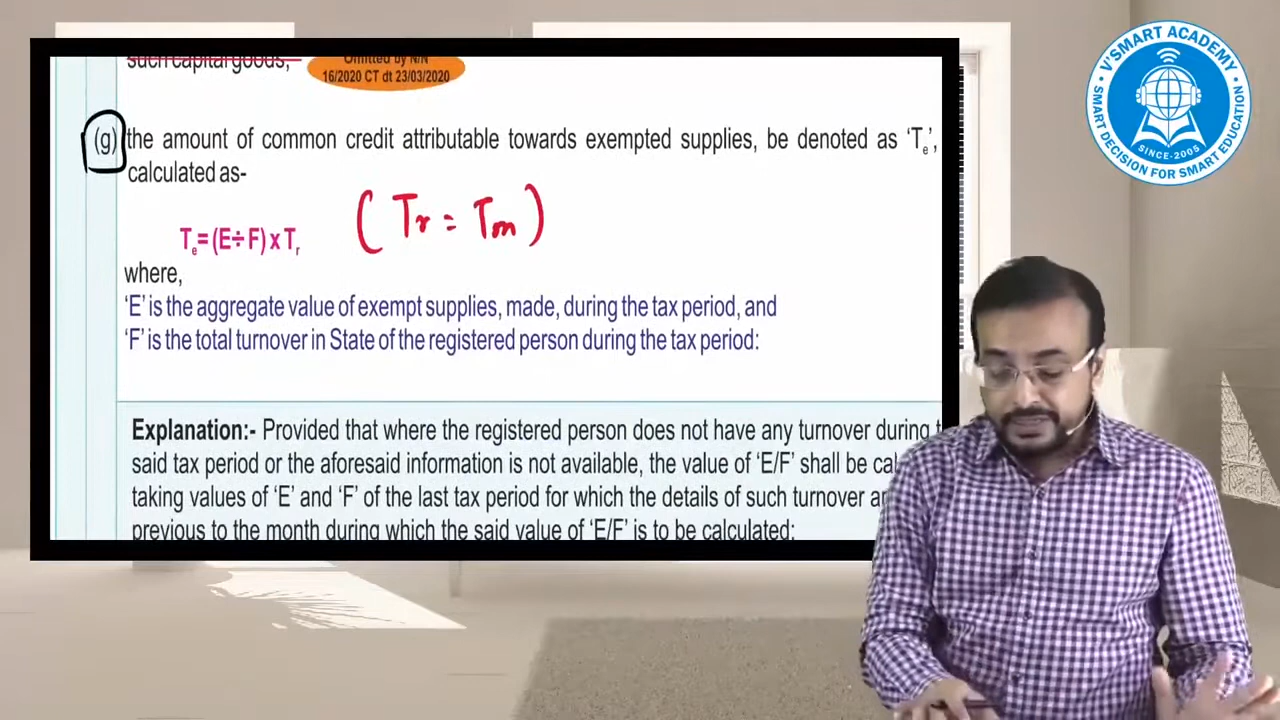 such capital goods;
Omitted by N/N
16/2020 CT dt 23/03/2020
(g) the amount of common credit attributable towards exempted supplies, be denoted as ‘Te’,
calculated as-
( Tr = Tm )
Te = (E÷F) x Tr
where,
‘E’ is the aggregate value of exempt supplies, made, during the tax period, and
‘F’ is the total turnover in State of the registered person during the tax period:
Explanation:- Provided that where the registered person does not have any turnover during t
said tax period or the aforesaid information is not available, the value of ‘E/F’ shall be cal
taking values of ‘E’ and ‘F’ of the last tax period for which the details of such turnover ar
previous to the month during which the said value of ‘E/F’ is to be calculated:
V'SMART ACADEMY
SINCE-2005
SMART DECISION FOR SMART EDUCATION